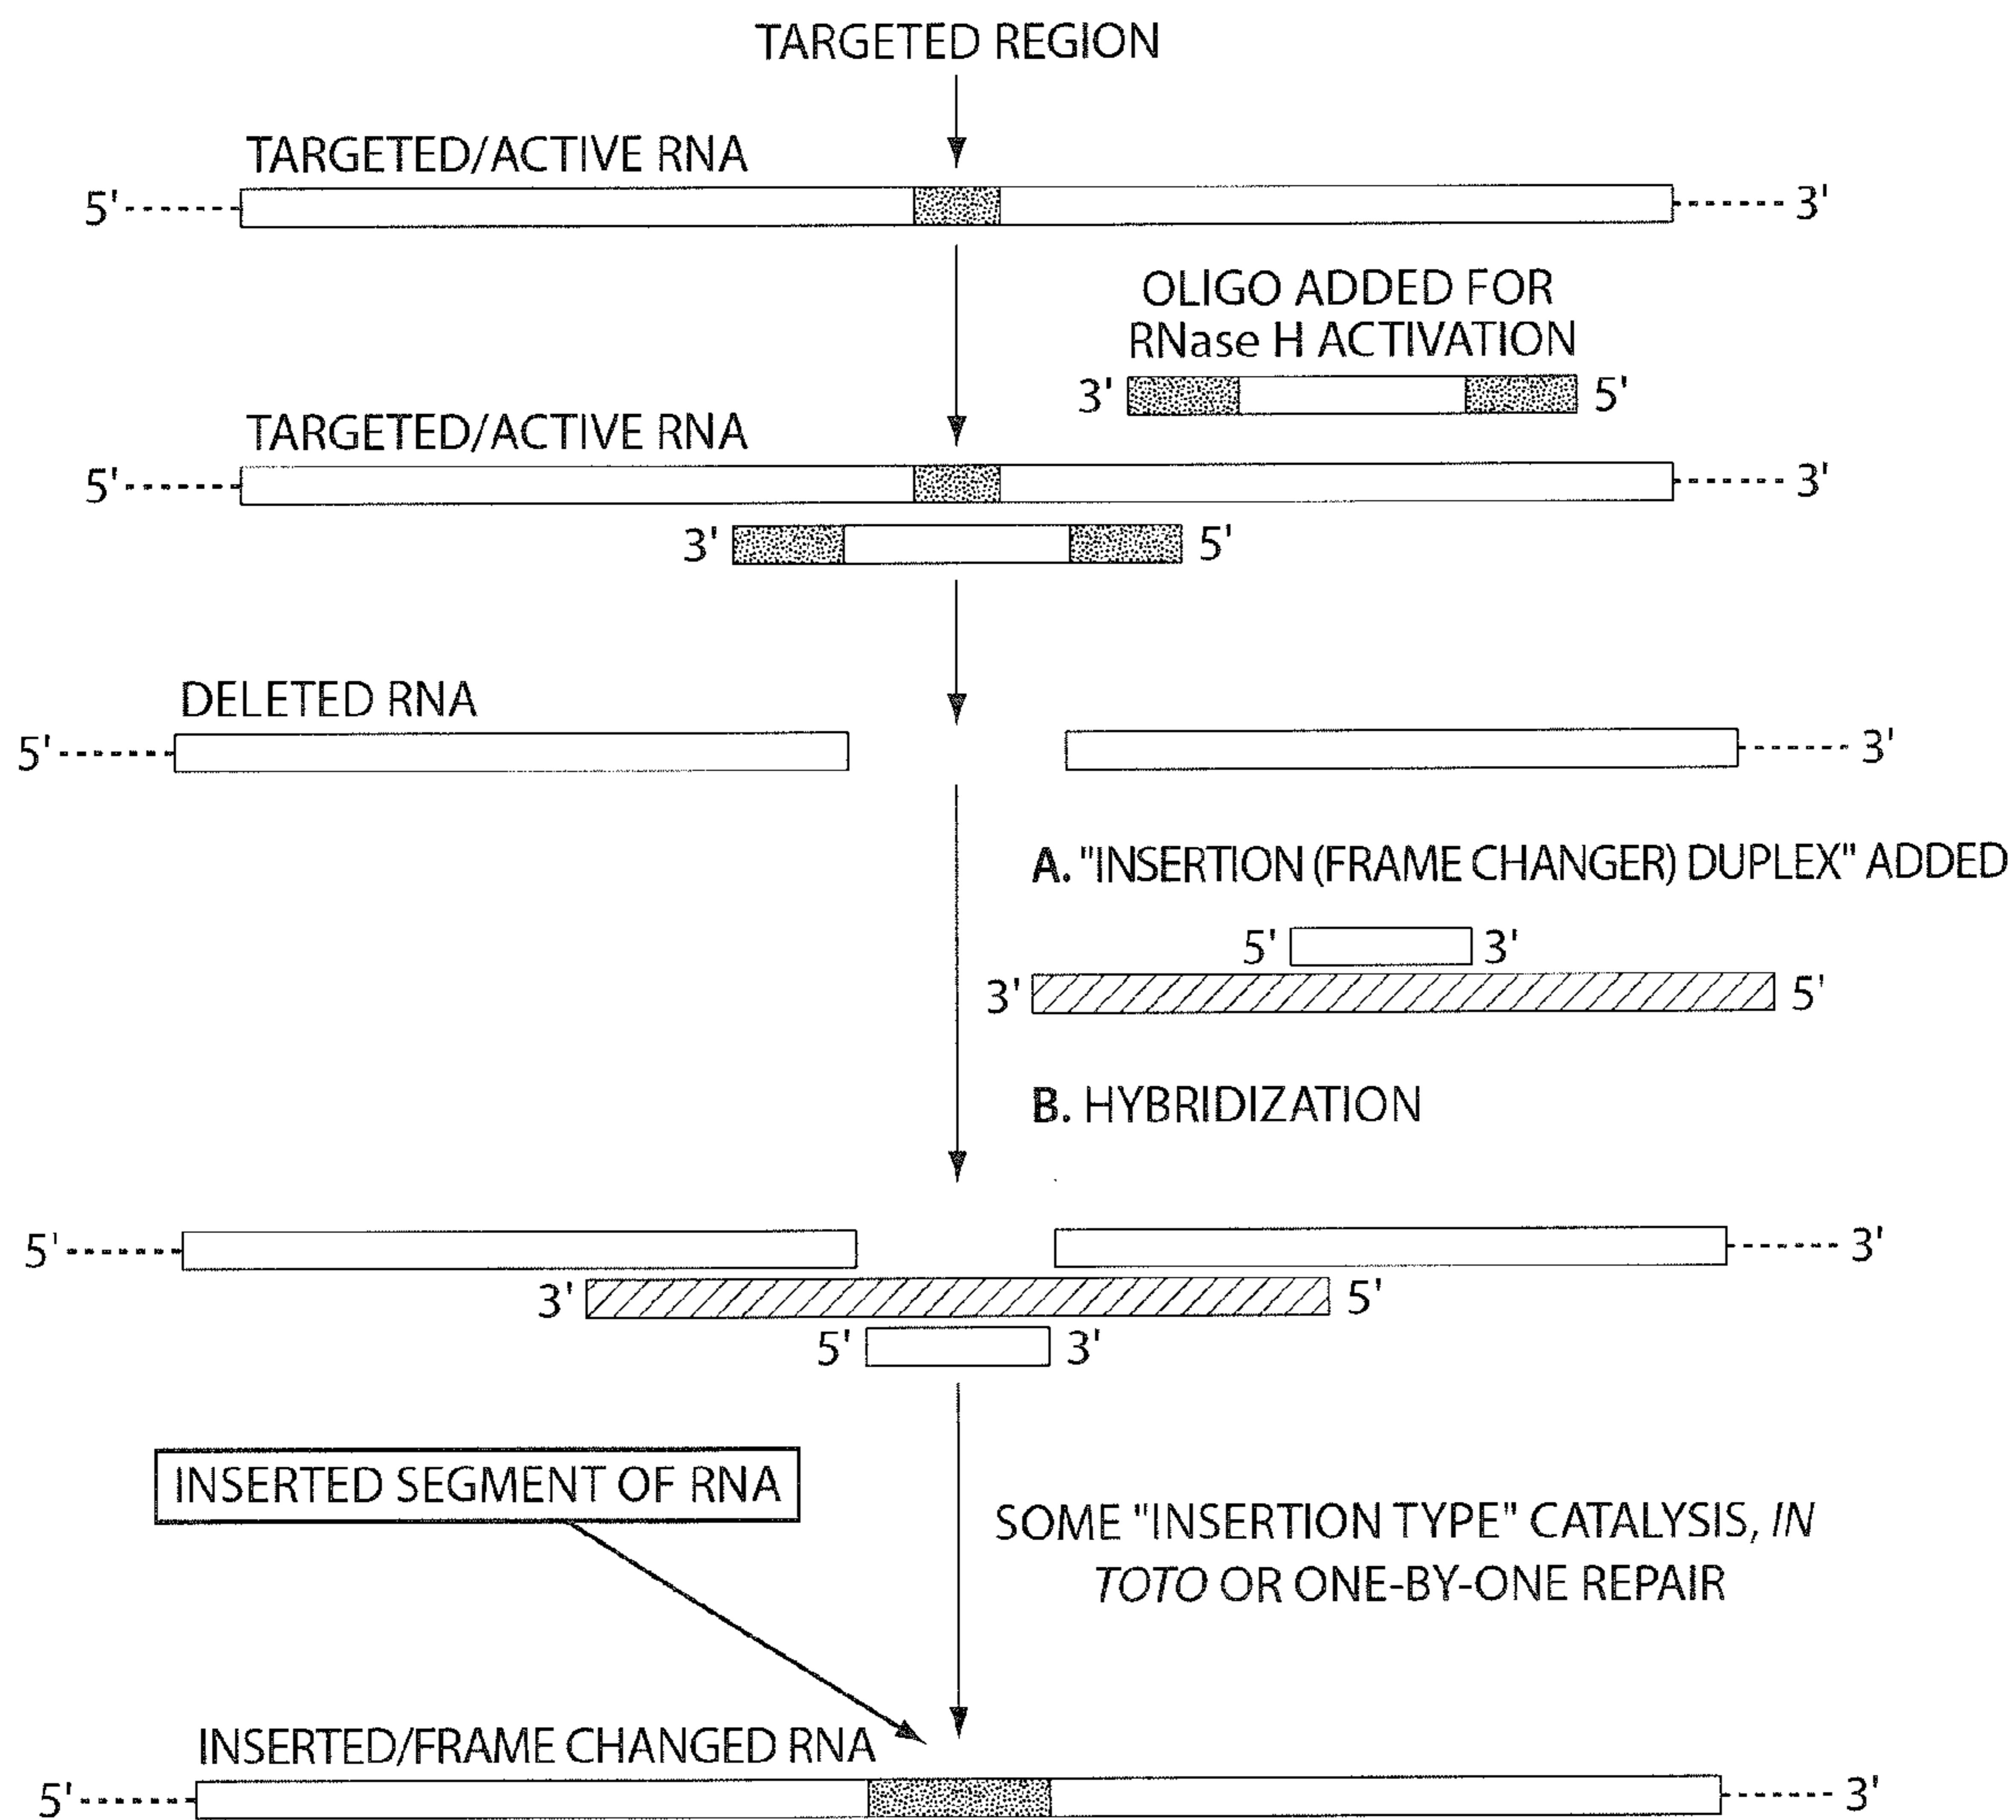 TARGETED REGION
TARGETED/ACTIVE RNA
5' 3'
OLIGO ADDED FOR
RNase H ACTIVATION
3' 5'
TARGETED/ACTIVE RNA
5' 3'
3' 5'
DELETED RNA
5' 3'
A. "INSERTION (FRAME CHANGER) DUPLEX" ADDED
5' 3'
3' 5'
B. HYBRIDIZATION
5' 3'
3' 5'
5' 3'
INSERTED SEGMENT OF RNA
SOME "INSERTION TYPE" CATALYSIS, IN
TOTO OR ONE-BY-ONE REPAIR
INSERTED/FRAME CHANGED RNA
5' 3'